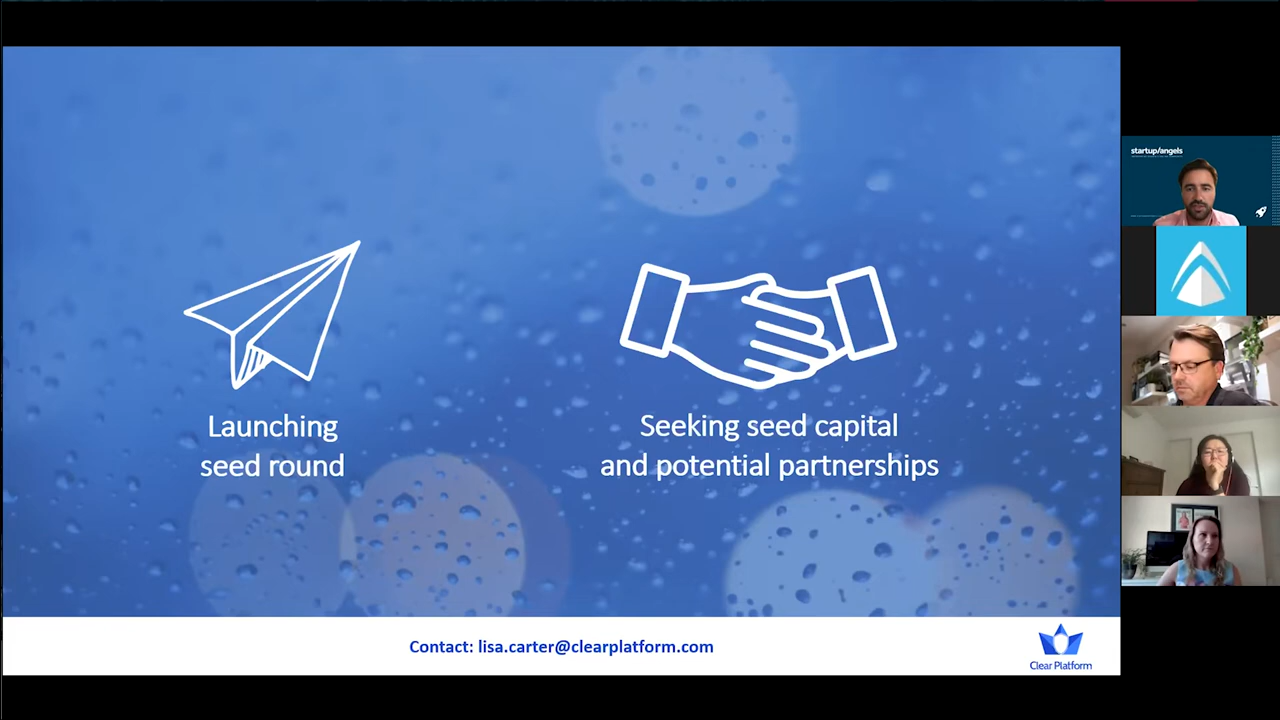 Launching
seed round
Seeking seed capital
and potential partnerships
Contact: lisa.carter@clearplatform.com
Clear Platform
startup/angels